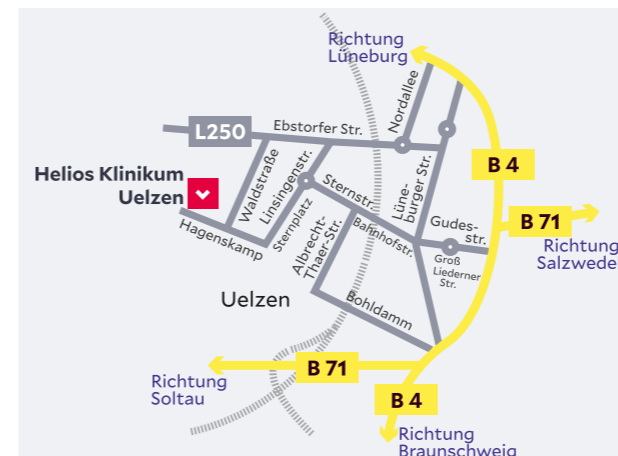 Richtung
Lüneburg
Nordallee
L250
Ebstorfer Str.
B 4
Helios Klinikum
Uelzen
Waldstraße
Linsingenstr.
Sternstr.
Lüne-
burger Str.
B 71
Hagenskamp
Sternplatz
Albrecht-
Thaer-Str.
Bahnhofstr.
Gudes-
str.
Groß
Liederner
Str.
Richtung
Salzwedel
Uelzen
Bohldamm
B 71
Richtung
Soltau
B 4
Richtung
Braunschweig